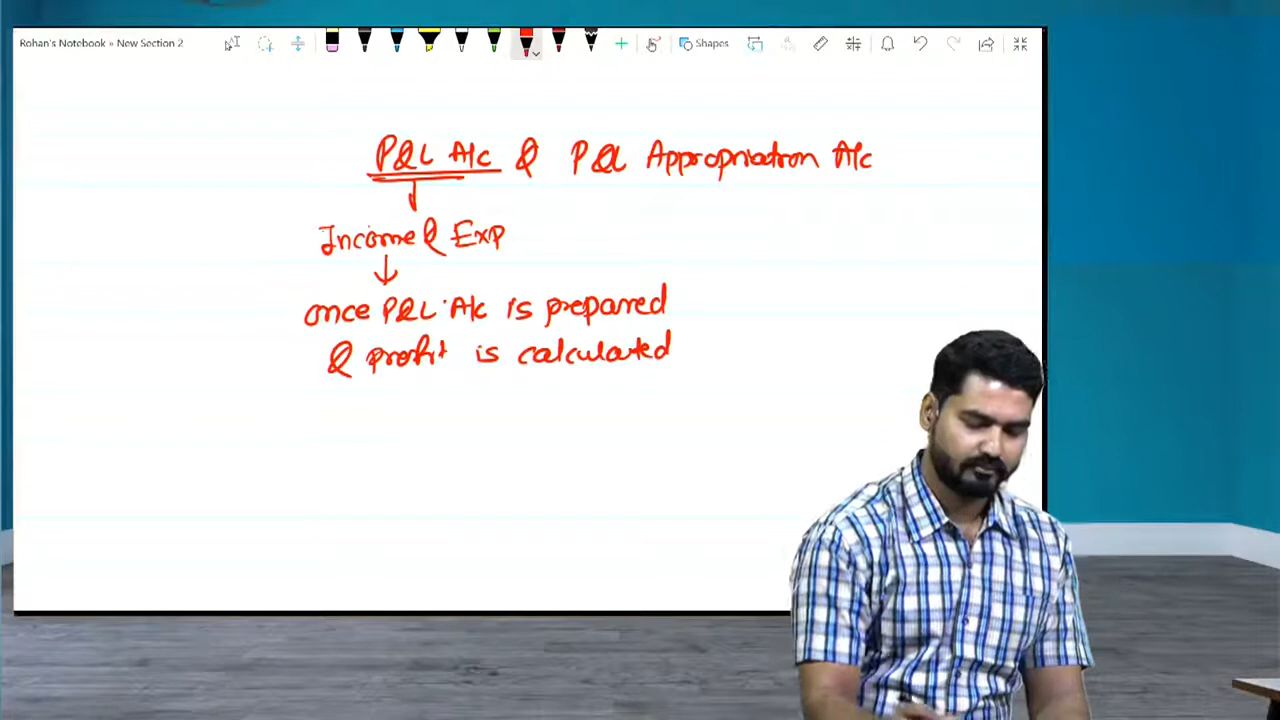 Rohan's Notebook » New Section 2
Shapes
P&L A/c & P&L Appropriation A/c
Income & Exp
once P&L A/c is prepared
& profit is calculated